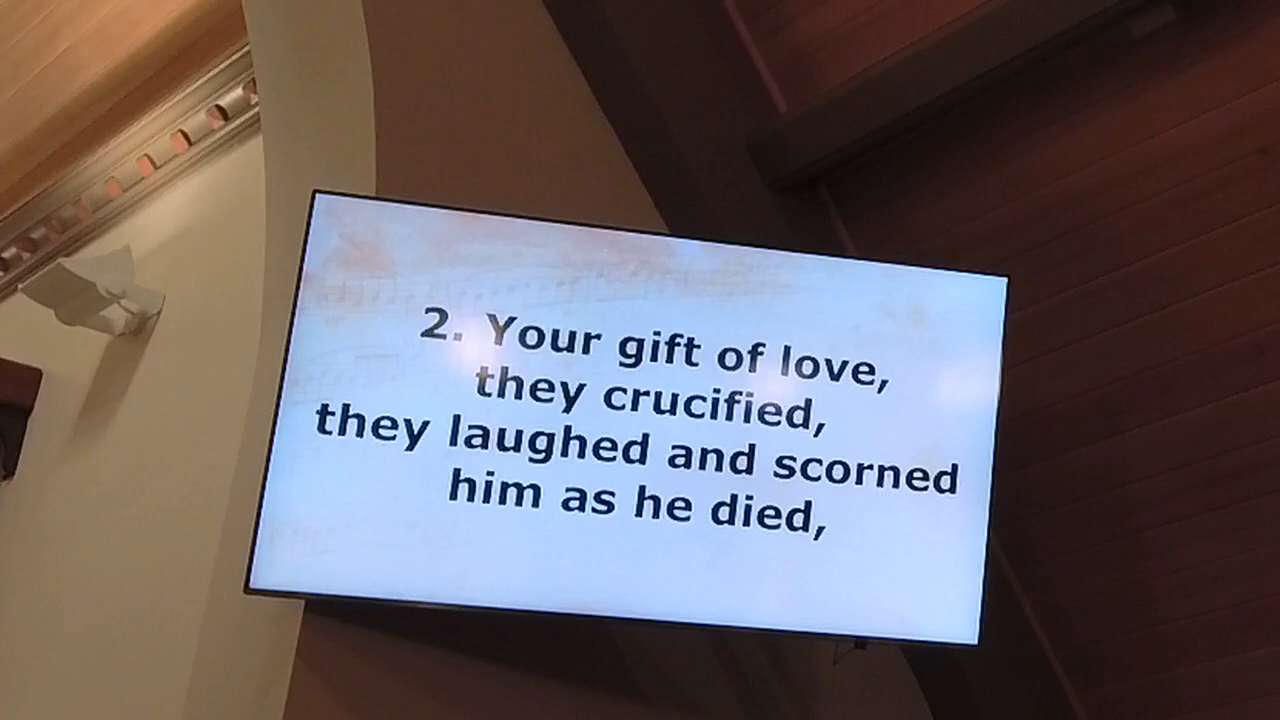 2. Your gift of love,
they crucified,
they laughed and scorned
him as he died,